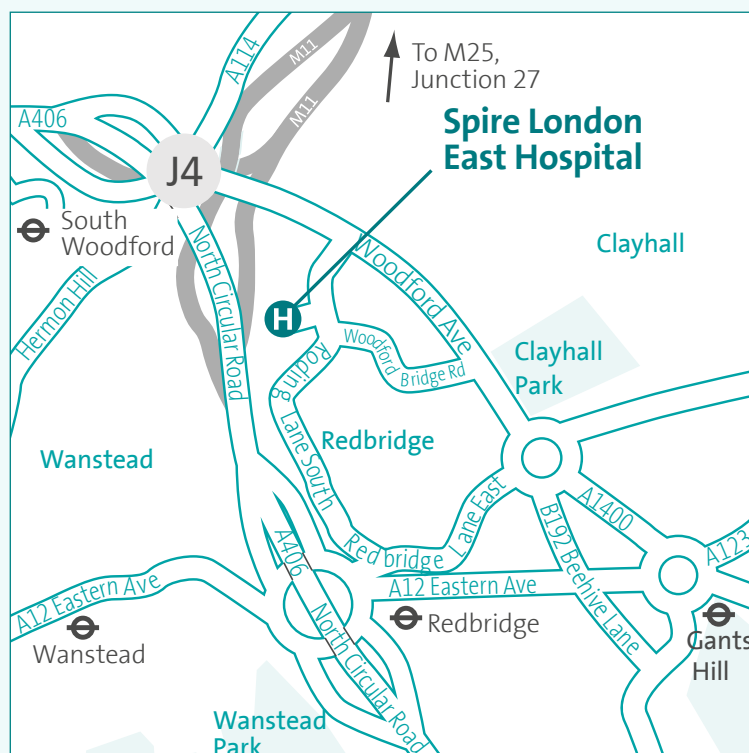 M11
A114
M11
To M25,
Junction 27
A406
Spire London
East Hospital
J4
South
Woodford
North Circular Road
Woodford Ave
Clayhall
Hermon Hill
H
Woodford
Bridge Rd
Clayhall
Park
Roding
Lane South
Redbridge
Wanstead
Redbridge
Lane East
A1400
B192 Beehive Lane
A123
A406
North Circular Road
A12 Eastern Ave
A12 Eastern Ave
Redbridge
Wanstead
Gants
Hill
Wanstead
Park